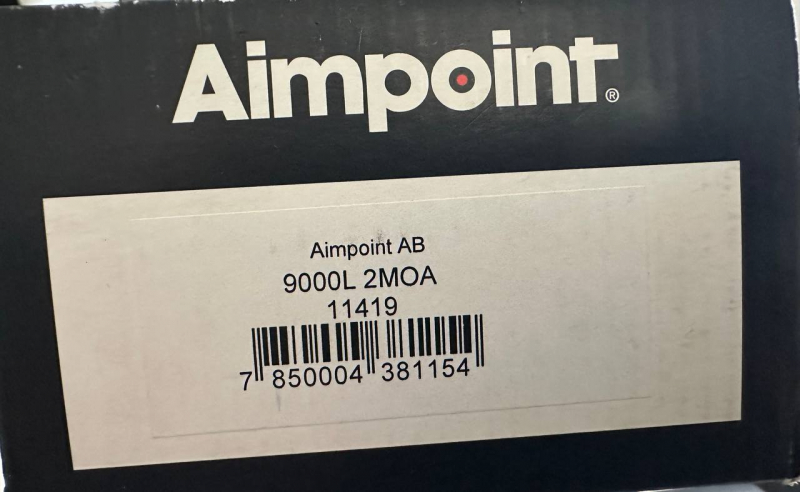 Aimpoint®
Aimpoint AB
9000L 2MOA
11419
7 850004 381154